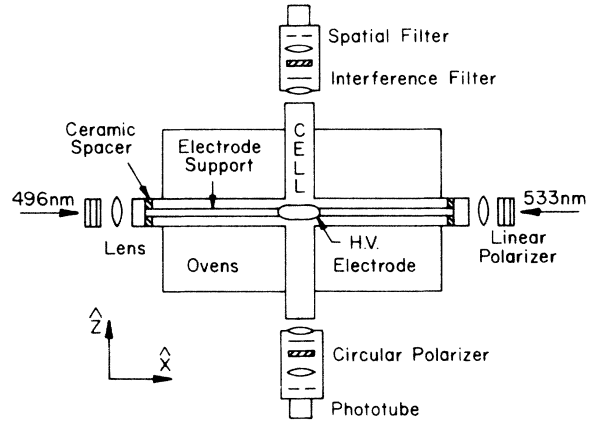 Spatial Filter
Interference Filter
CELL
Ceramic
Spacer
Electrode
Support
496nm
533nm
Lens
Ovens
H.V.
Electrode
Linear
Polarizer
Ẑ
X̂
Circular Polarizer
Phototube